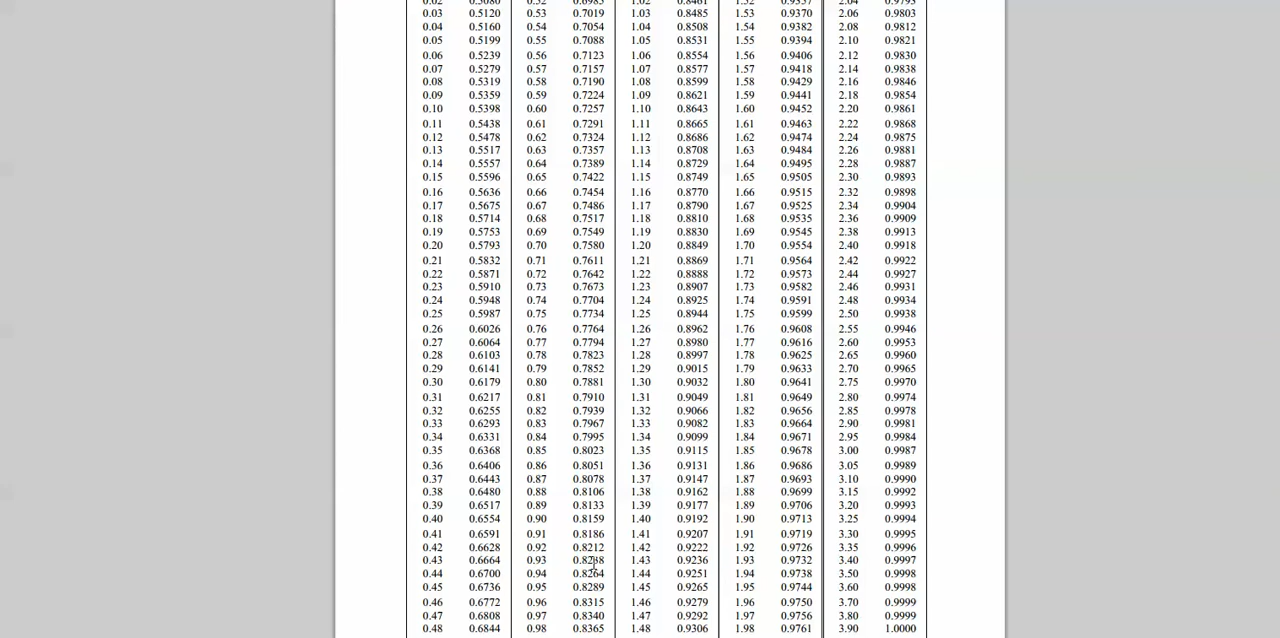 0.02 0.5080 0.52 0.6985 1.02 0.8461 1.52 0.9357 2.04 0.9793
0.03 0.5120 0.53 0.7019 1.03 0.8485 1.53 0.9370 2.06 0.9803
0.04 0.5160 0.54 0.7054 1.04 0.8508 1.54 0.9382 2.08 0.9812
0.05 0.5199 0.55 0.7088 1.05 0.8531 1.55 0.9394 2.10 0.9821
0.06 0.5239 0.56 0.7123 1.06 0.8554 1.56 0.9406 2.12 0.9830
0.07 0.5279 0.57 0.7157 1.07 0.8577 1.57 0.9418 2.14 0.9838
0.08 0.5319 0.58 0.7190 1.08 0.8599 1.58 0.9429 2.16 0.9846
0.09 0.5359 0.59 0.7224 1.09 0.8621 1.59 0.9441 2.18 0.9854
0.10 0.5398 0.60 0.7257 1.10 0.8643 1.60 0.9452 2.20 0.9861
0.11 0.5438 0.61 0.7291 1.11 0.8665 1.61 0.9463 2.22 0.9868
0.12 0.5478 0.62 0.7324 1.12 0.8686 1.62 0.9474 2.24 0.9875
0.13 0.5517 0.63 0.7357 1.13 0.8708 1.63 0.9484 2.26 0.9881
0.14 0.5557 0.64 0.7389 1.14 0.8729 1.64 0.9495 2.28 0.9887
0.15 0.5596 0.65 0.7422 1.15 0.8749 1.65 0.9505 2.30 0.9893
0.16 0.5636 0.66 0.7454 1.16 0.8770 1.66 0.9515 2.32 0.9898
0.17 0.5675 0.67 0.7486 1.17 0.8790 1.67 0.9525 2.34 0.9904
0.18 0.5714 0.68 0.7517 1.18 0.8810 1.68 0.9535 2.36 0.9909
0.19 0.5753 0.69 0.7549 1.19 0.8830 1.69 0.9545 2.38 0.9913
0.20 0.5793 0.70 0.7580 1.20 0.8849 1.70 0.9554 2.40 0.9918
0.21 0.5832 0.71 0.7611 1.21 0.8869 1.71 0.9564 2.42 0.9922
0.22 0.5871 0.72 0.7642 1.22 0.8888 1.72 0.9573 2.44 0.9927
0.23 0.5910 0.73 0.7673 1.23 0.8907 1.73 0.9582 2.46 0.9931
0.24 0.5948 0.74 0.7704 1.24 0.8925 1.74 0.9591 2.48 0.9934
0.25 0.5987 0.75 0.7734 1.25 0.8944 1.75 0.9599 2.50 0.9938
0.26 0.6026 0.76 0.7764 1.26 0.8962 1.76 0.9608 2.55 0.9946
0.27 0.6064 0.77 0.7794 1.27 0.8980 1.77 0.9616 2.60 0.9953
0.28 0.6103 0.78 0.7823 1.28 0.8997 1.78 0.9625 2.65 0.9960
0.29 0.6141 0.79 0.7852 1.29 0.9015 1.79 0.9633 2.70 0.9965
0.30 0.6179 0.80 0.7881 1.30 0.9032 1.80 0.9641 2.75 0.9970
0.31 0.6217 0.81 0.7910 1.31 0.9049 1.81 0.9649 2.80 0.9974
0.32 0.6255 0.82 0.7939 1.32 0.9066 1.82 0.9656 2.85 0.9978
0.33 0.6293 0.83 0.7967 1.33 0.9082 1.83 0.9664 2.90 0.9981
0.34 0.6331 0.84 0.7995 1.34 0.9099 1.84 0.9671 2.95 0.9984
0.35 0.6368 0.85 0.8023 1.35 0.9115 1.85 0.9678 3.00 0.9987
0.36 0.6406 0.86 0.8051 1.36 0.9131 1.86 0.9686 3.05 0.9989
0.37 0.6443 0.87 0.8078 1.37 0.9147 1.87 0.9693 3.10 0.9990
0.38 0.6480 0.88 0.8106 1.38 0.9162 1.88 0.9699 3.15 0.9992
0.39 0.6517 0.89 0.8133 1.39 0.9177 1.89 0.9706 3.20 0.9993
0.40 0.6554 0.90 0.8159 1.40 0.9192 1.90 0.9713 3.25 0.9994
0.41 0.6591 0.91 0.8186 1.41 0.9207 1.91 0.9719 3.30 0.9995
0.42 0.6628 0.92 0.8212 1.42 0.9222 1.92 0.9726 3.35 0.9996
0.43 0.6664 0.93 0.8238 1.43 0.9236 1.93 0.9732 3.40 0.9997
0.44 0.6700 0.94 0.8264 1.44 0.9251 1.94 0.9738 3.50 0.9998
0.45 0.6736 0.95 0.8289 1.45 0.9265 1.95 0.9744 3.60 0.9998
0.46 0.6772 0.96 0.8315 1.46 0.9279 1.96 0.9750 3.70 0.9999
0.47 0.6808 0.97 0.8340 1.47 0.9292 1.97 0.9756 3.80 0.9999
0.48 0.6844 0.98 0.8365 1.48 0.9306 1.98 0.9761 3.90 1.0000